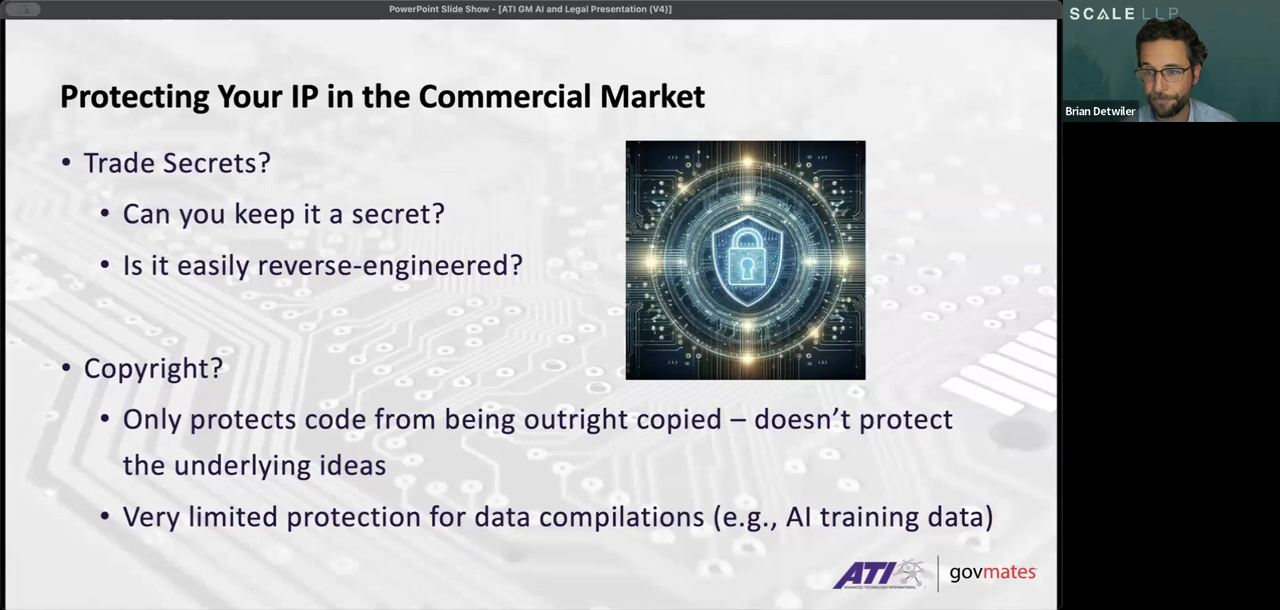 PowerPoint Slide Show - [ATI GM AI and Legal Presentation (V4)]
SCALE LLP
Brian Detwiler
Protecting Your IP in the Commercial Market
• Trade Secrets?
• Can you keep it a secret?
• Is it easily reverse-engineered?
• Copyright?
• Only protects code from being outright copied – doesn’t protect
the underlying ideas
• Very limited protection for data compilations (e.g., AI training data)
ATI
ADVANCED TECHNOLOGY INTERNATIONAL
govmates